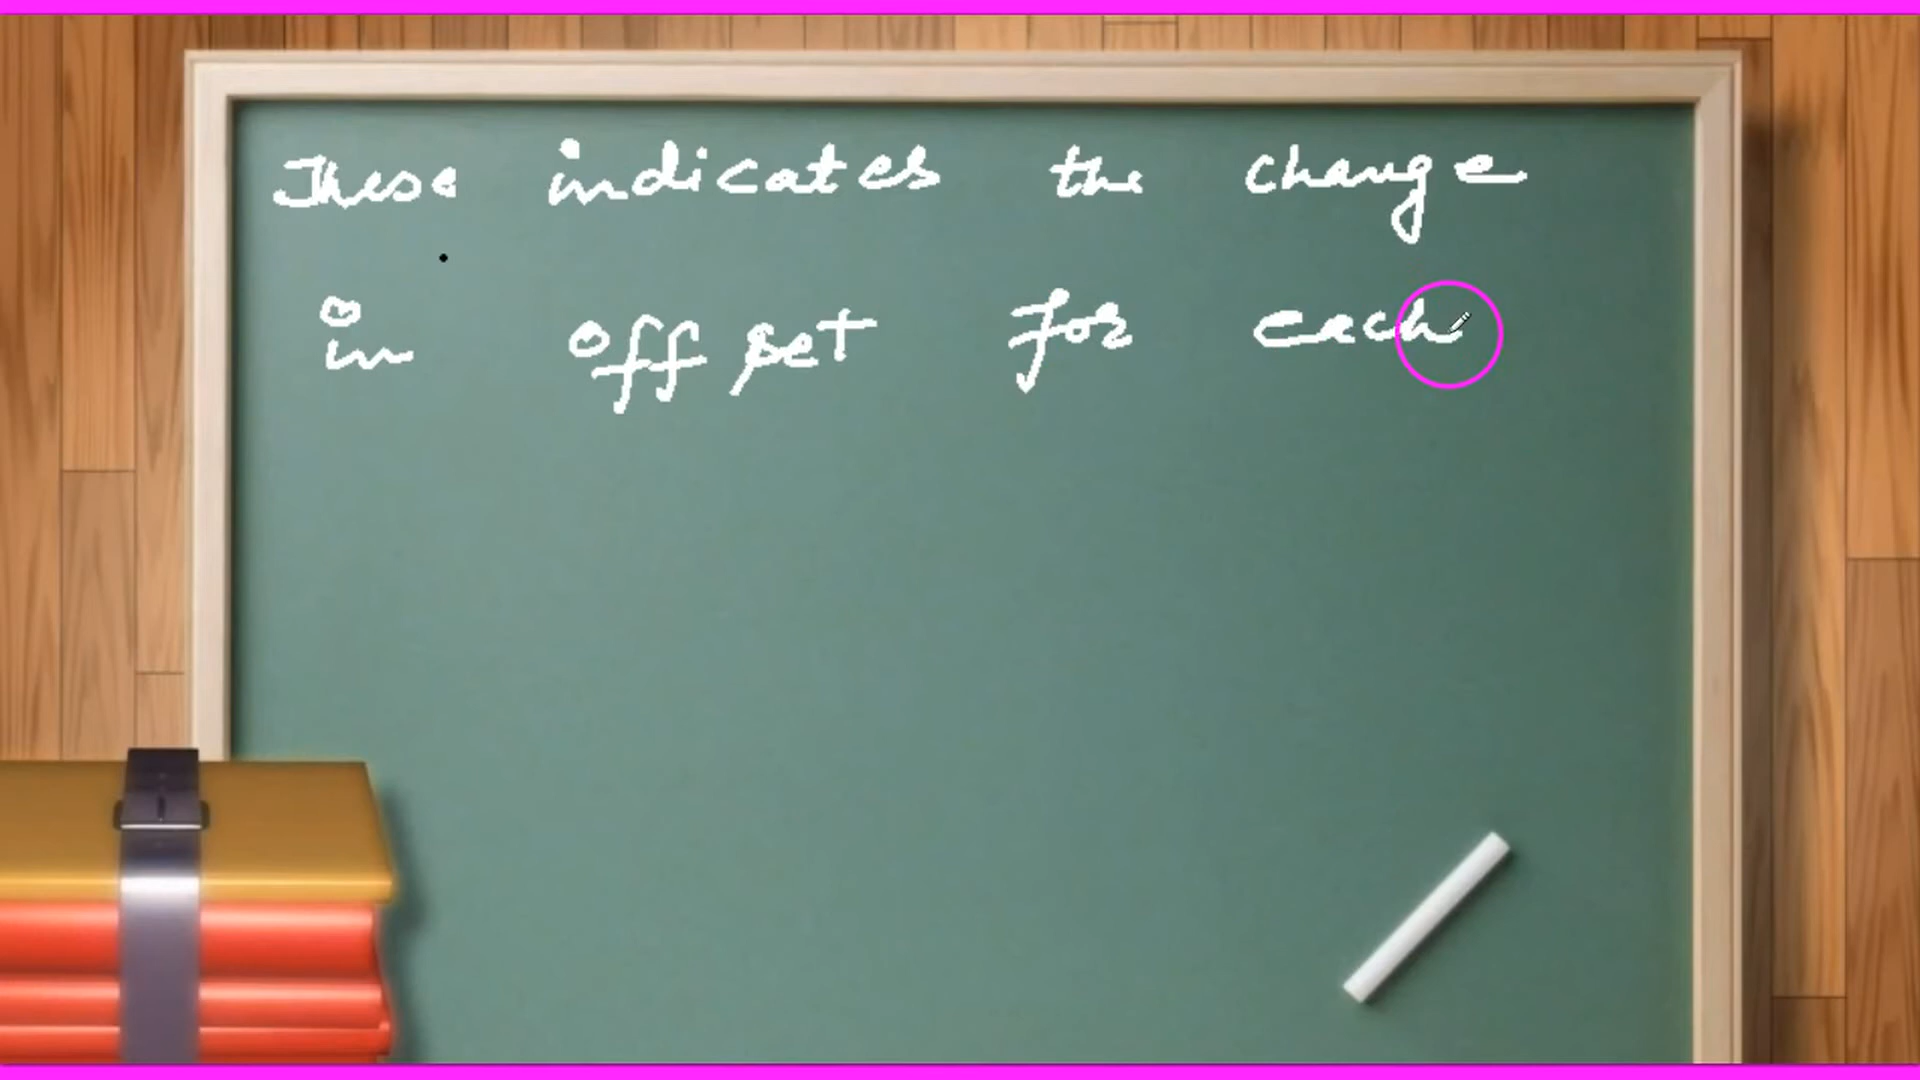 These indicates the change
in offset for each